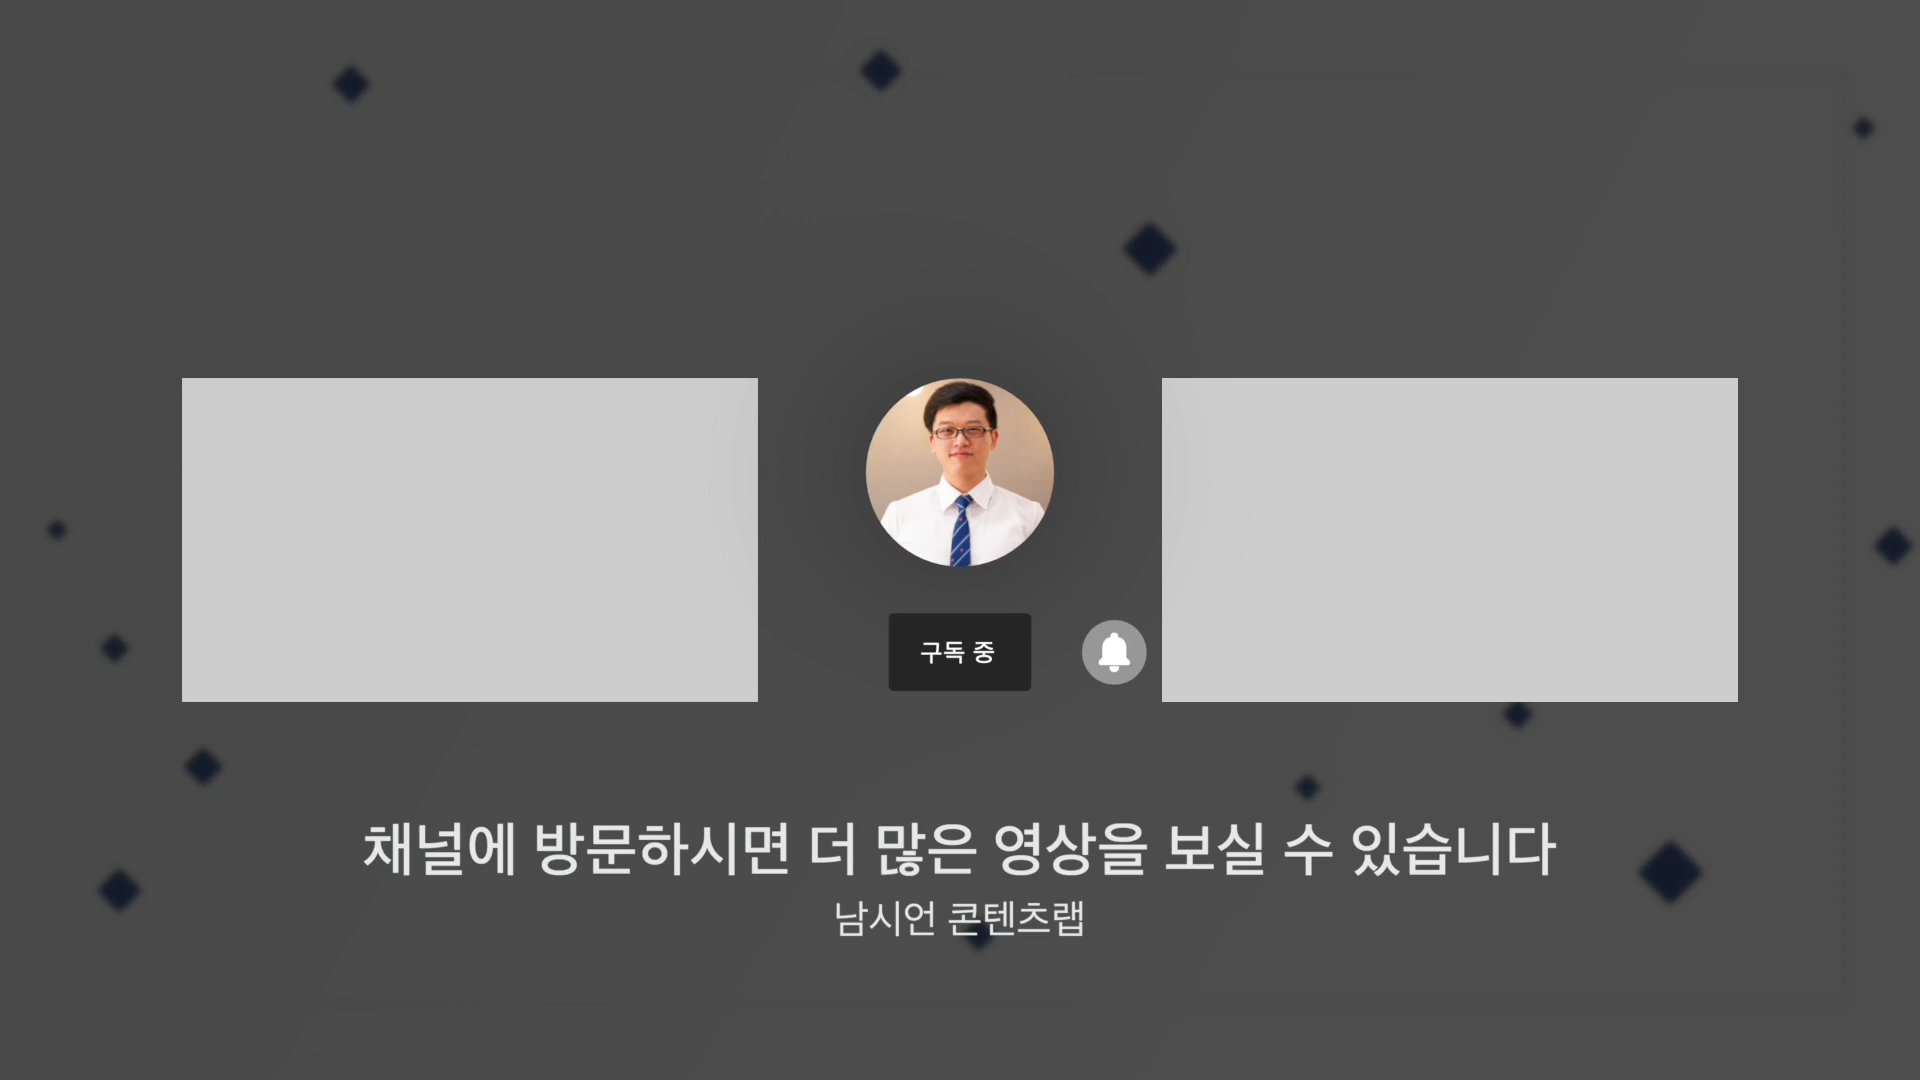 구독 중
채널에 방문하시면 더 많은 영상을 보실 수 있습니다
남시언 콘텐츠랩